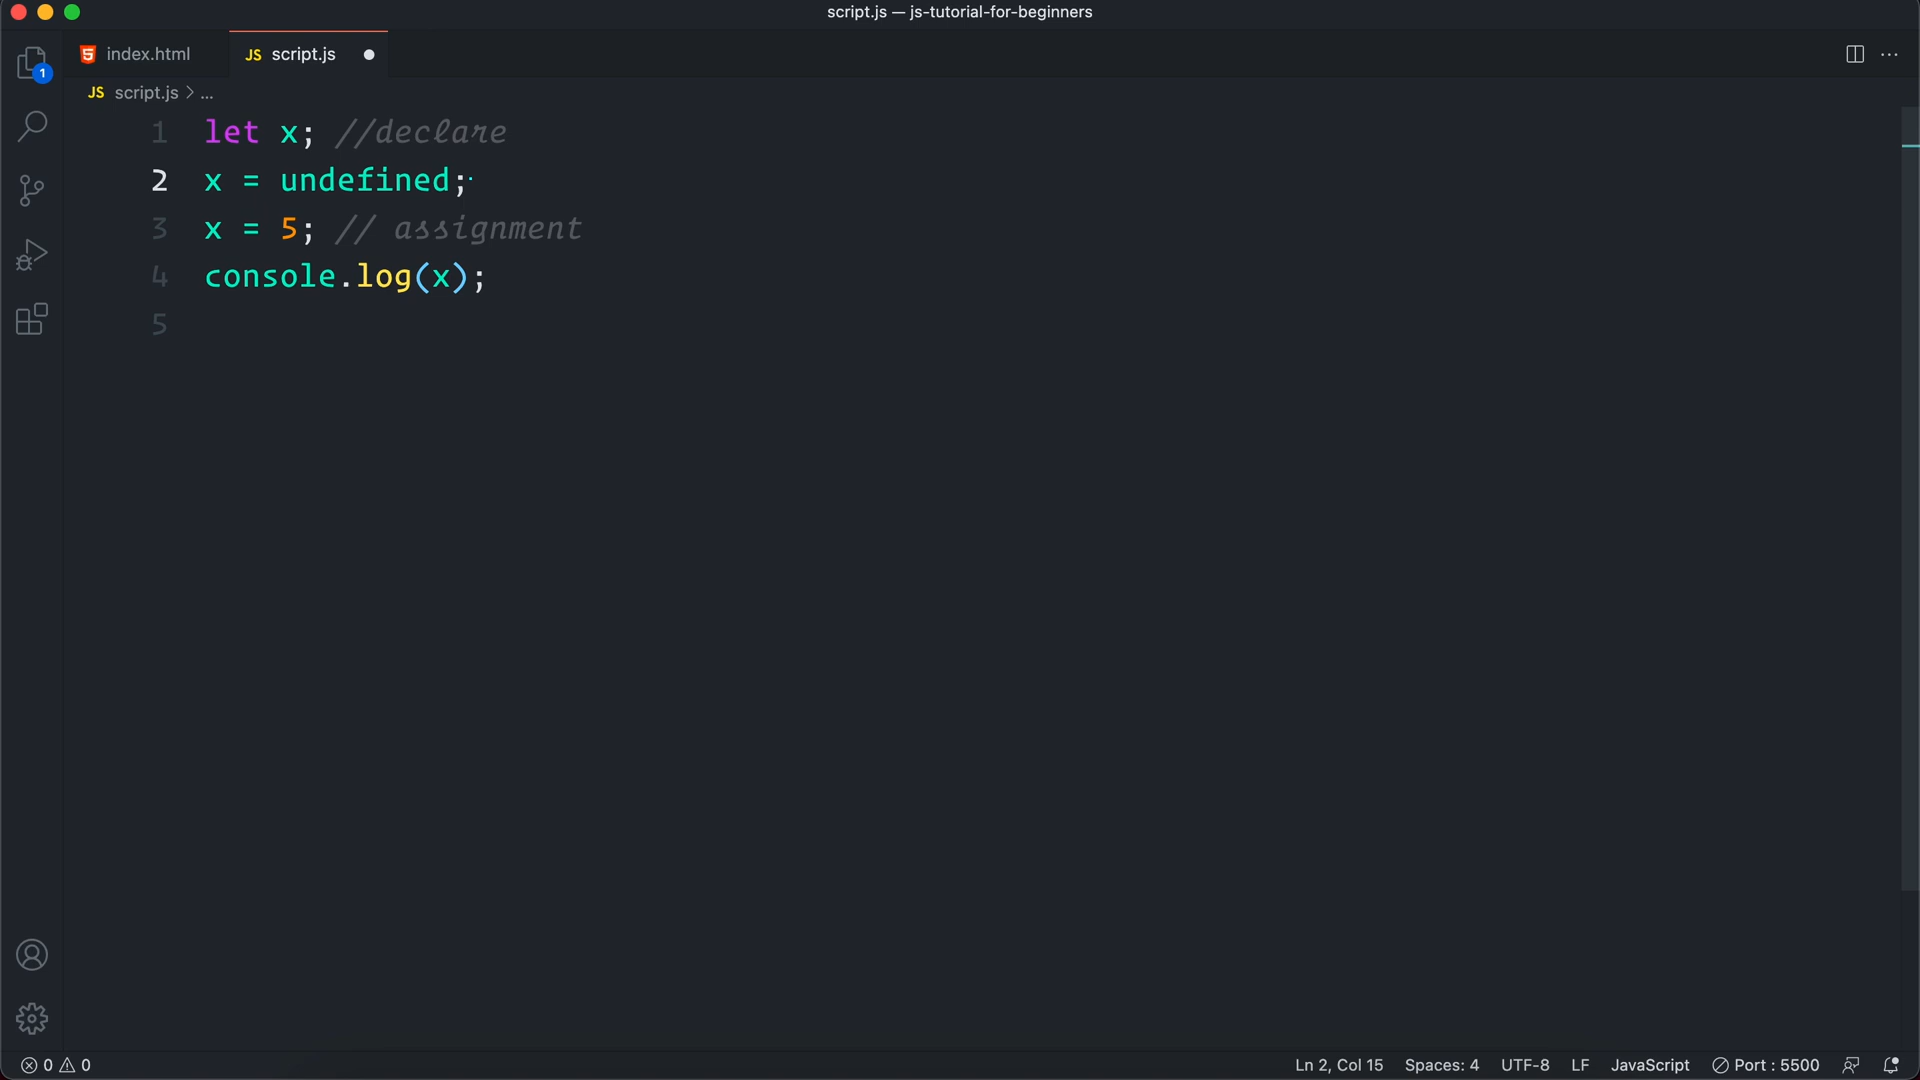 script.js — js-tutorial-for-beginners
index.html
JS script.js
JS script.js > ...
1 let x; //declare
2 x = undefined;
3 x = 5; // assignment
4 console.log(x);
5
1
0 0
Ln 2, Col 15 Spaces: 4 UTF-8 LF JavaScript Port : 5500